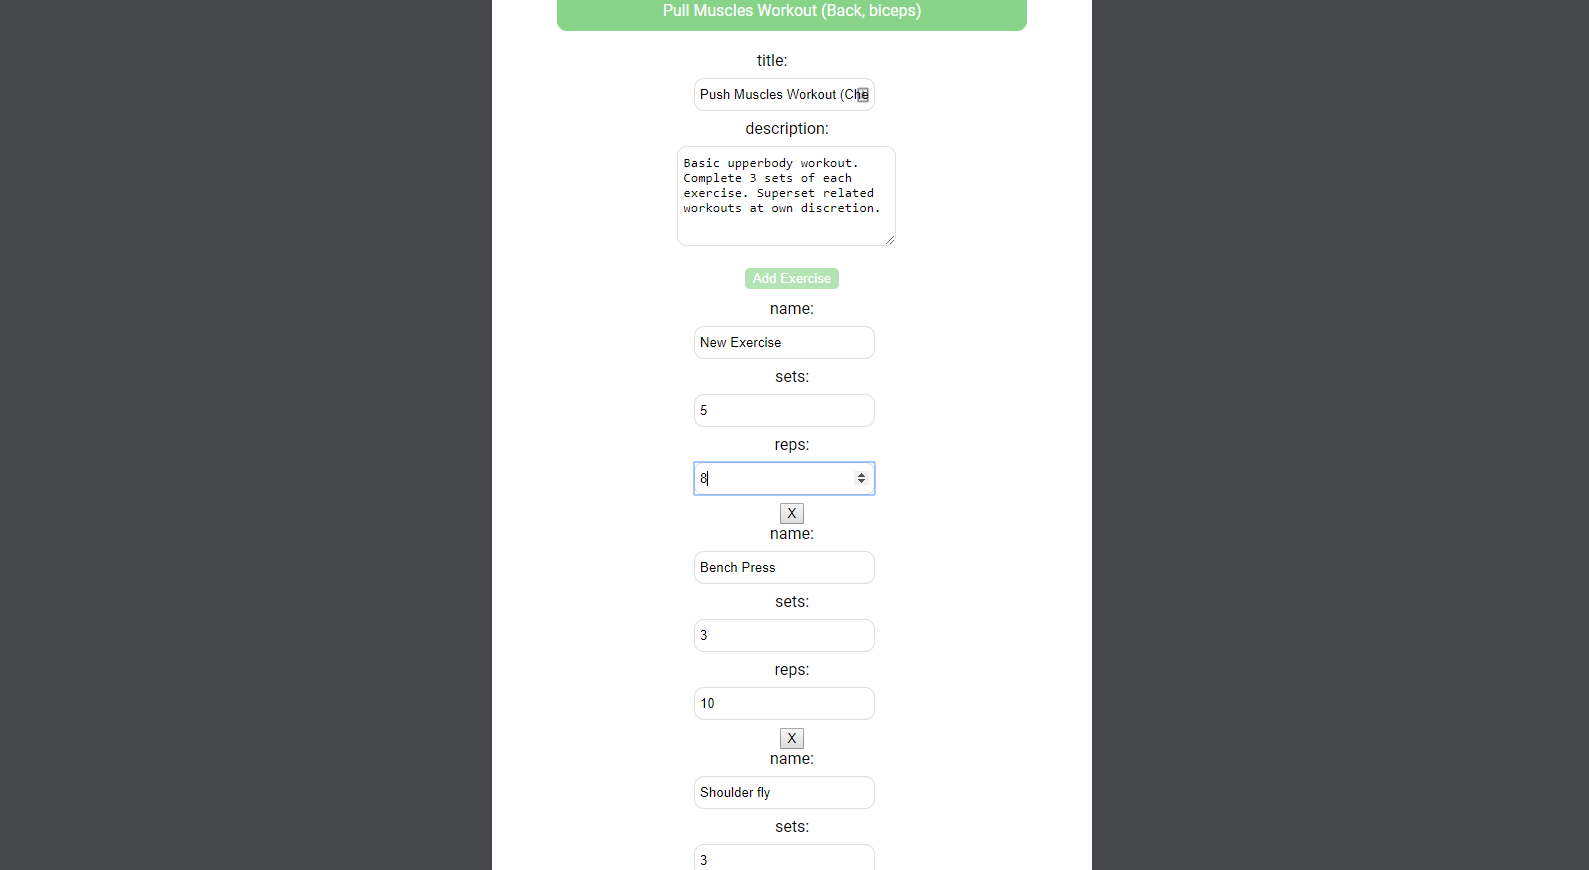 Pull Muscles Workout (Back, biceps)
title:
Push Muscles Workout (Che
description:
Basic upperbody workout.
Complete 3 sets of each
exercise. Superset related
workouts at own discretion.
Add Exercise
name:
New Exercise
sets:
5
reps:
8
X
name:
Bench Press
sets:
3
reps:
10
X
name:
Shoulder fly
sets:
3